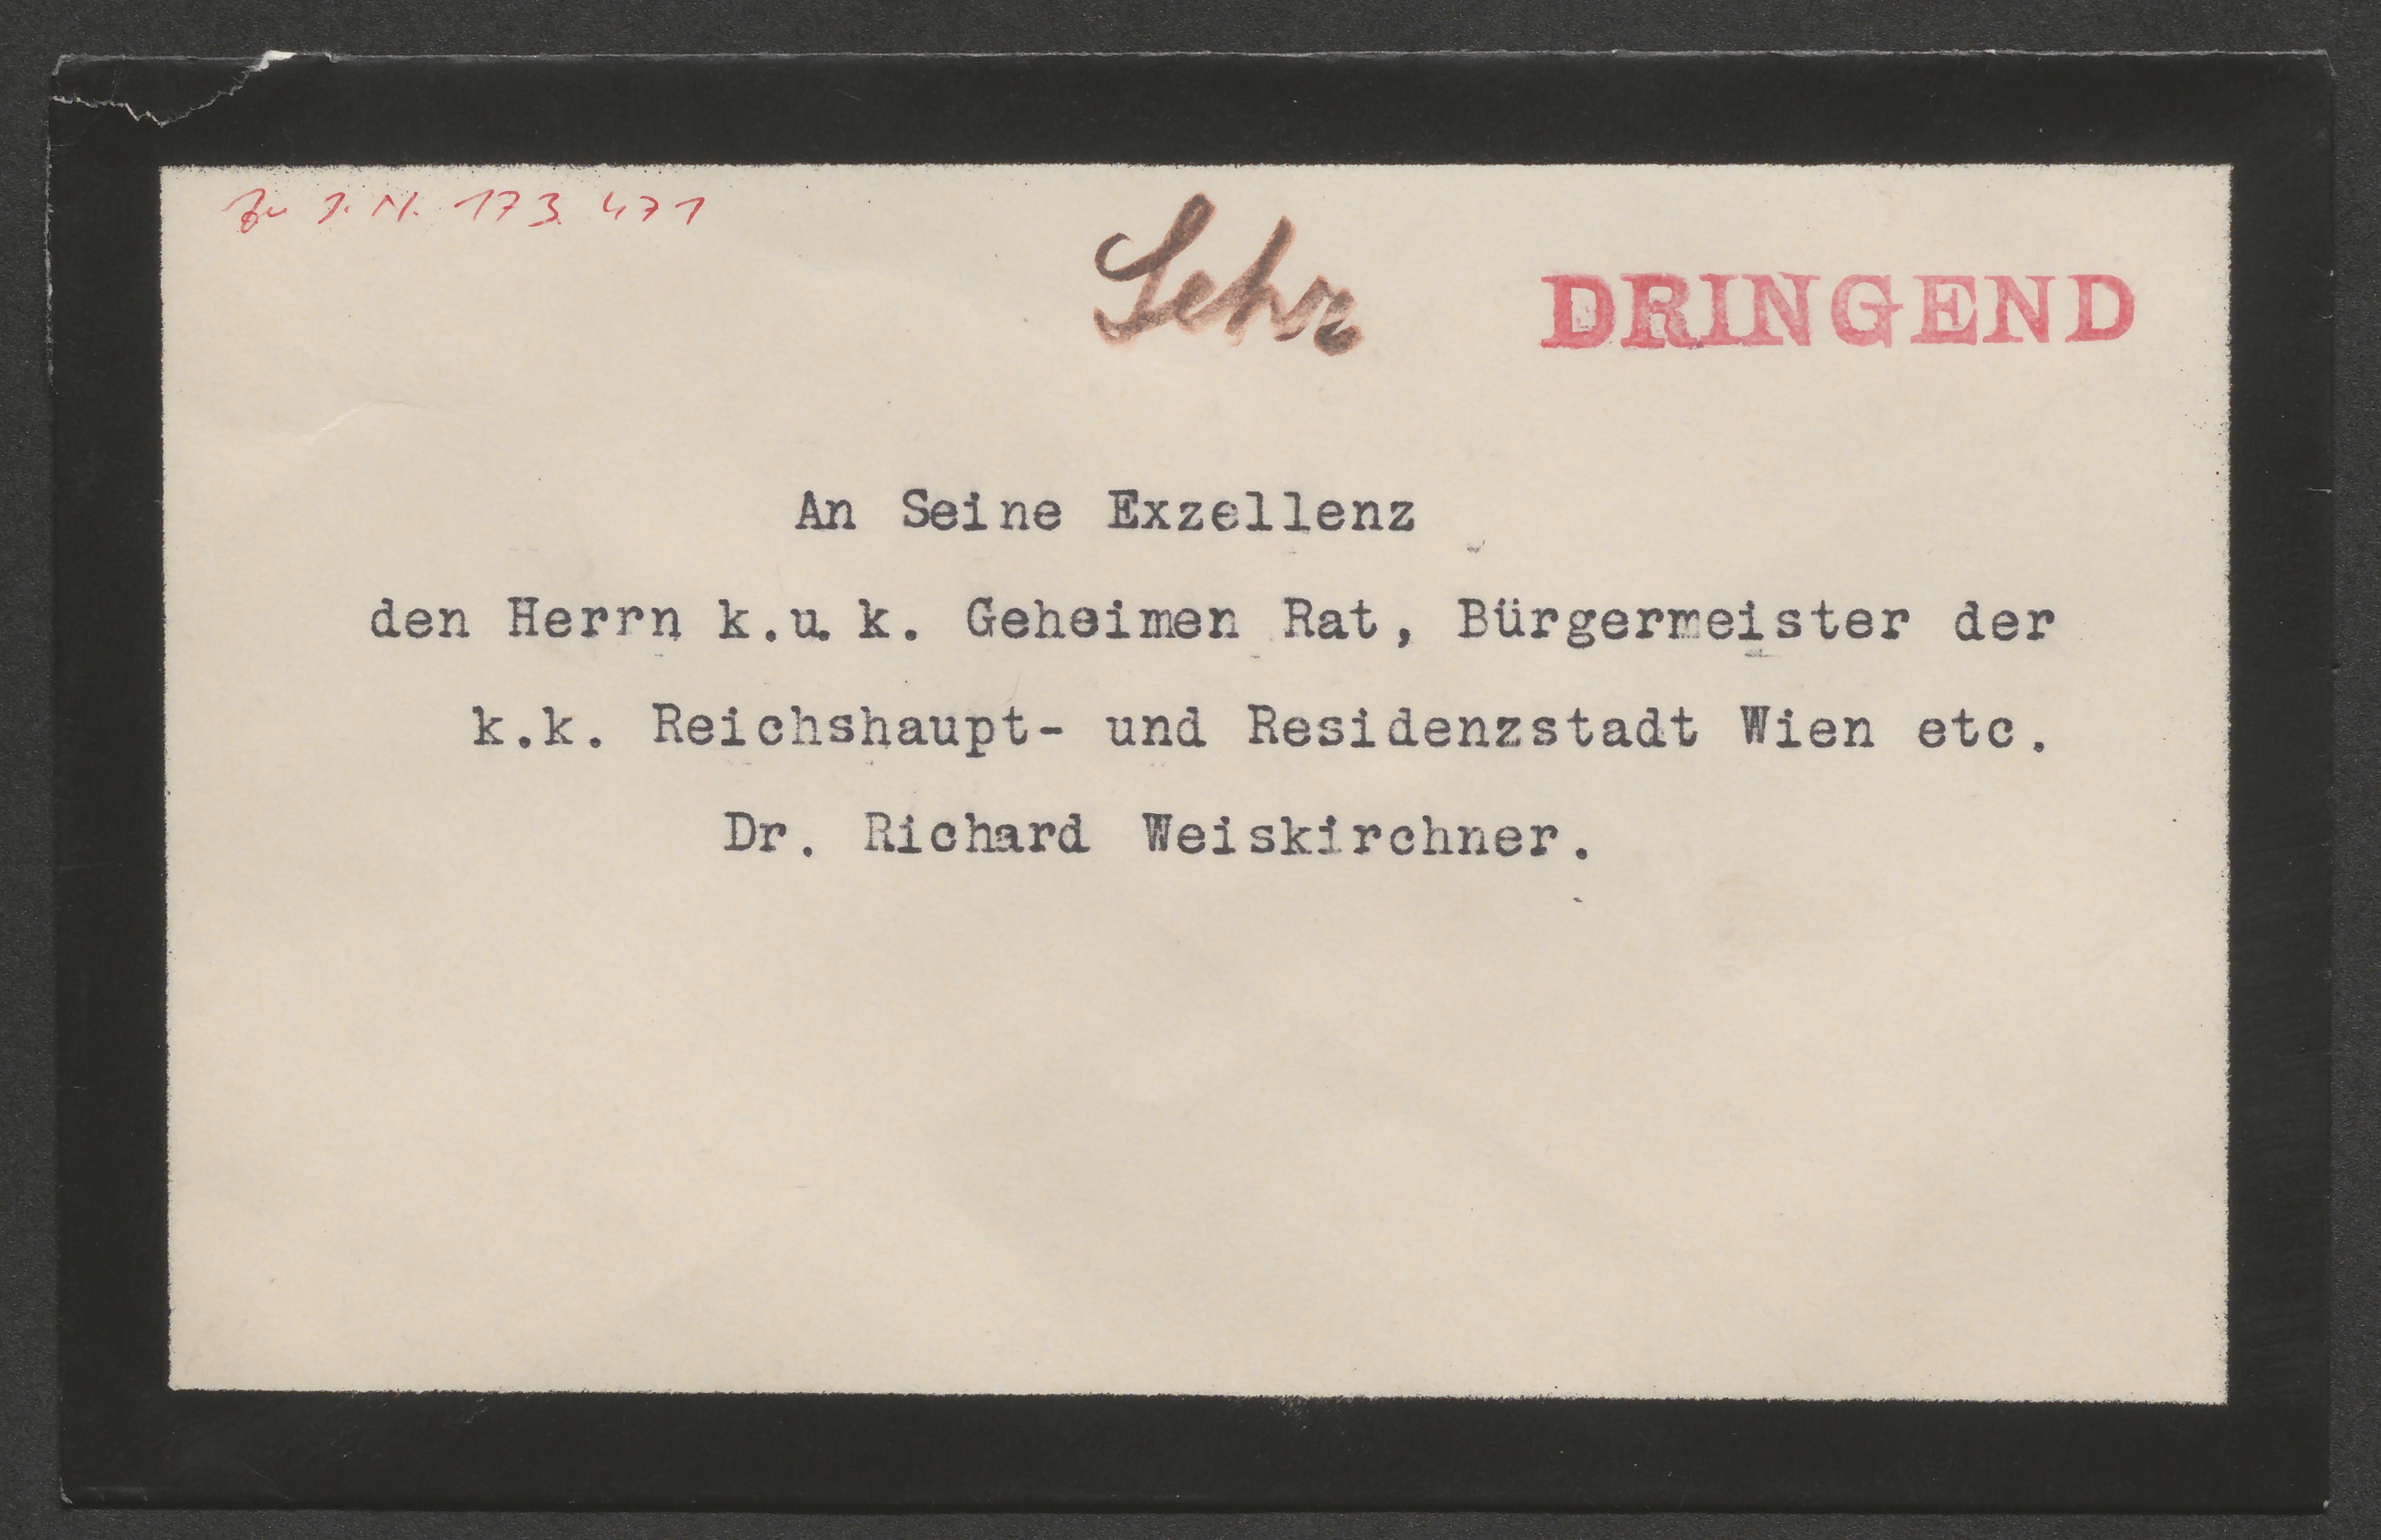 Zu I.N. 173.471
Sehr DRINGEND
An Seine Exzellenz
den Herrn k.u.k. Geheimen Rat, Bürgermeister der
k.k. Reichshaupt- und Residenzstadt Wien etc.
Dr. Richard Weiskirchner.